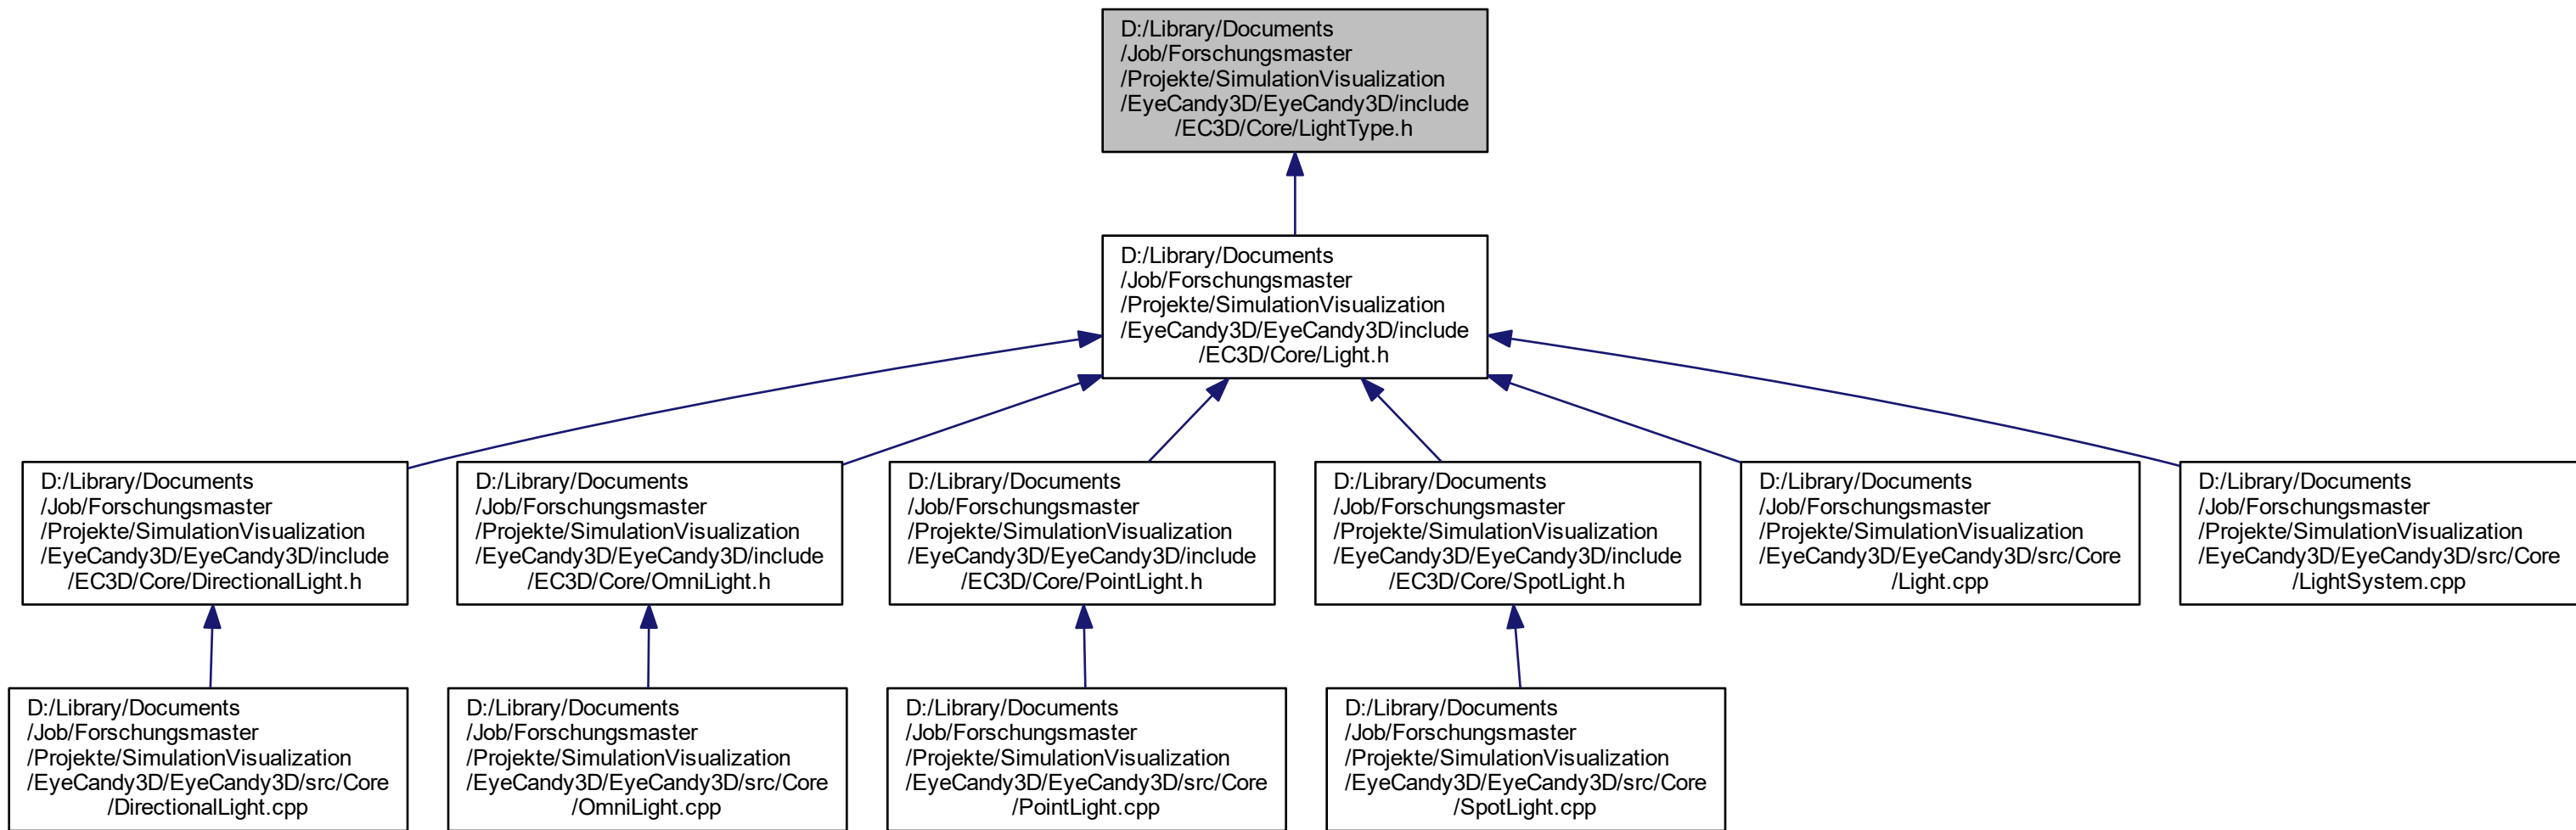 D:/Library/Documents
/Job/Forschungsmaster
/Projekte/SimulationVisualization
/EyeCandy3D/EyeCandy3D/include
/EC3D/Core/LightType.h
D:/Library/Documents
/Job/Forschungsmaster
/Projekte/SimulationVisualization
/EyeCandy3D/EyeCandy3D/include
/EC3D/Core/Light.h
D:/Library/Documents
/Job/Forschungsmaster
/Projekte/SimulationVisualization
/EyeCandy3D/EyeCandy3D/include
/EC3D/Core/DirectionalLight.h
D:/Library/Documents
/Job/Forschungsmaster
/Projekte/SimulationVisualization
/EyeCandy3D/EyeCandy3D/include
/EC3D/Core/OmniLight.h
D:/Library/Documents
/Job/Forschungsmaster
/Projekte/SimulationVisualization
/EyeCandy3D/EyeCandy3D/include
/EC3D/Core/PointLight.h
D:/Library/Documents
/Job/Forschungsmaster
/Projekte/SimulationVisualization
/EyeCandy3D/EyeCandy3D/include
/EC3D/Core/SpotLight.h
D:/Library/Documents
/Job/Forschungsmaster
/Projekte/SimulationVisualization
/EyeCandy3D/EyeCandy3D/src/Core
/Light.cpp
D:/Library/Documents
/Job/Forschungsmaster
/Projekte/SimulationVisualization
/EyeCandy3D/EyeCandy3D/src/Core
/LightSystem.cpp
D:/Library/Documents
/Job/Forschungsmaster
/Projekte/SimulationVisualization
/EyeCandy3D/EyeCandy3D/src/Core
/DirectionalLight.cpp
D:/Library/Documents
/Job/Forschungsmaster
/Projekte/SimulationVisualization
/EyeCandy3D/EyeCandy3D/src/Core
/OmniLight.cpp
D:/Library/Documents
/Job/Forschungsmaster
/Projekte/SimulationVisualization
/EyeCandy3D/EyeCandy3D/src/Core
/PointLight.cpp
D:/Library/Documents
/Job/Forschungsmaster
/Projekte/SimulationVisualization
/EyeCandy3D/EyeCandy3D/src/Core
/SpotLight.cpp